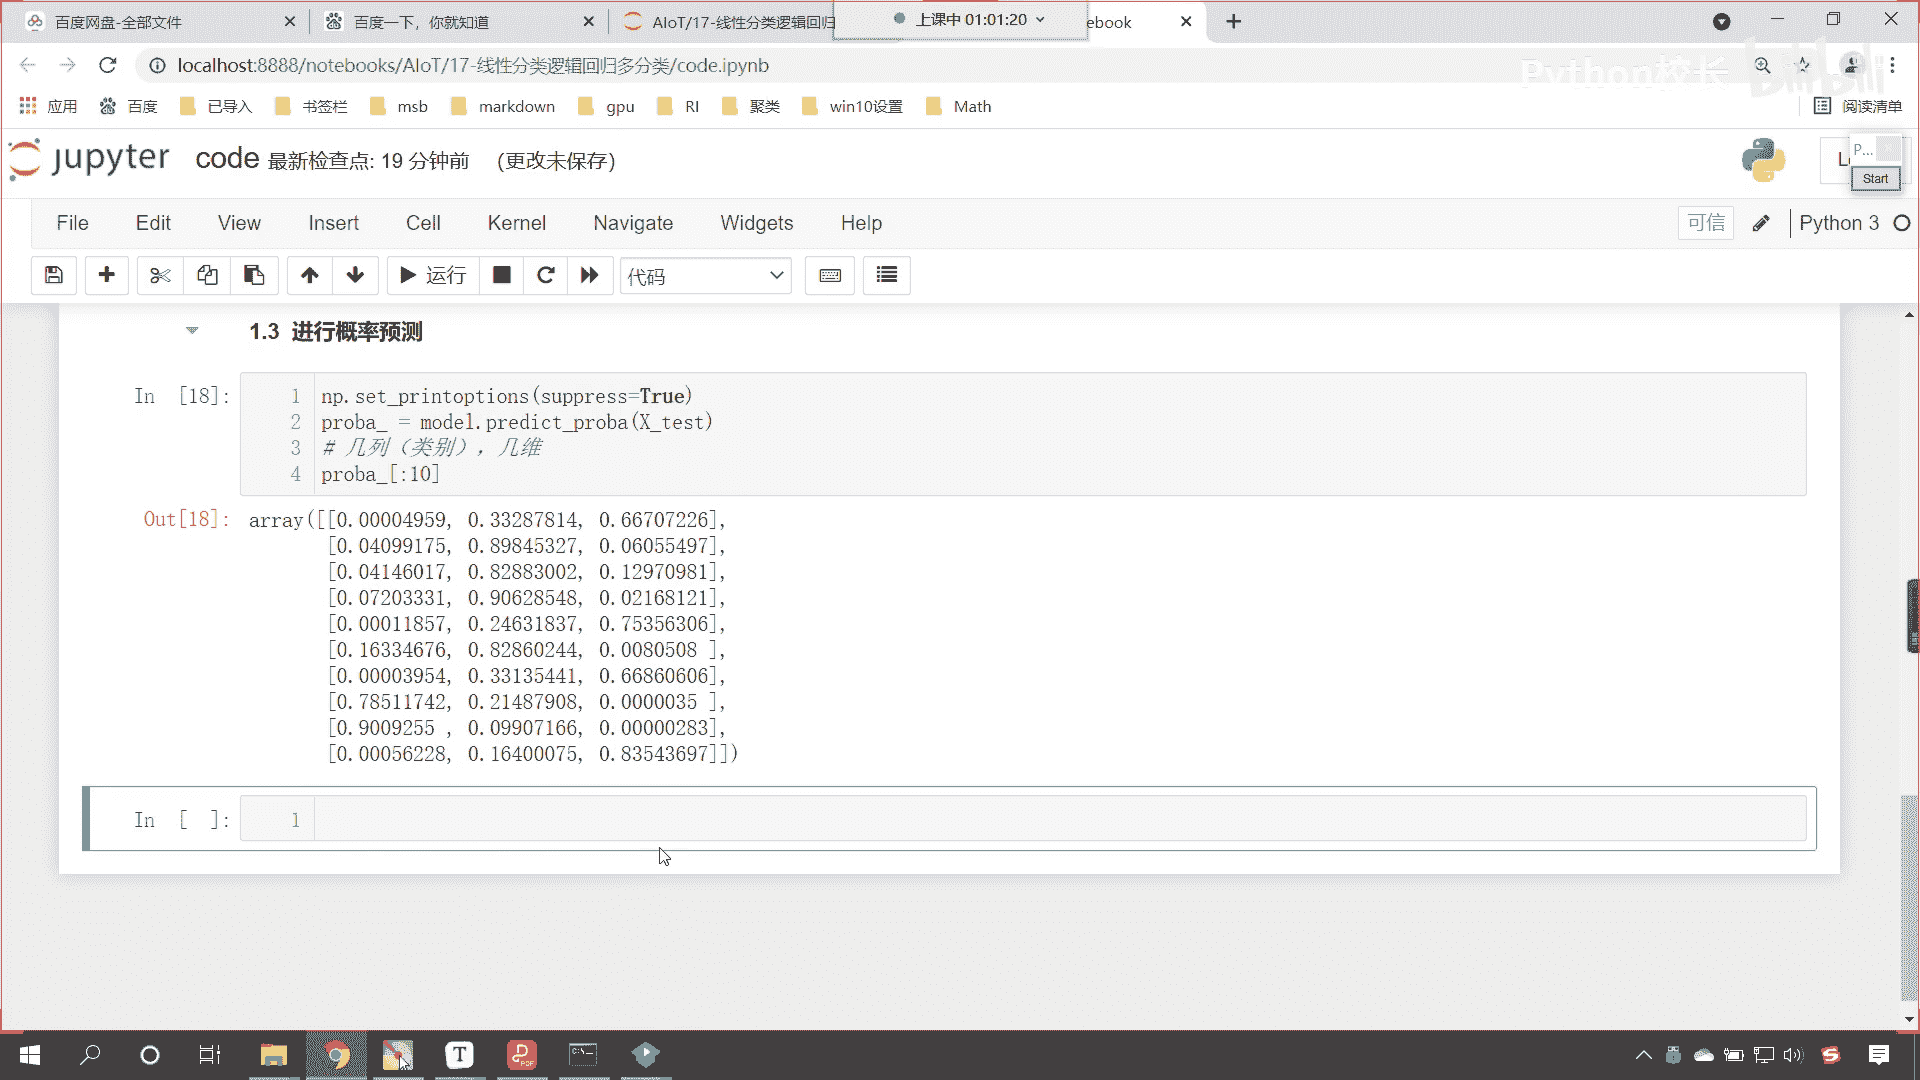 百度网盘-全部文件
百度一下，你就知道
AIoT/17-线性分类逻辑回归
上课中 01:01:20
ebook
localhost:8888/notebooks/AIoT/17-线性分类逻辑回归多分类/code.ipynb
Python校长
bilibili
应用 百度 已导入 书签栏 msb markdown gpu RI 聚类 win10设置 Math 阅读清单
jupyter code 最新检查点: 19 分钟前 (更改未保存)
P...
Start
File Edit View Insert Cell Kernel Navigate Widgets Help 可信 Python 3
运行 代码
1.3 进行概率预测
In [18]:
1 np.set_printoptions(suppress=True)
2 proba_ = model.predict_proba(X_test)
3 # 几列（类别），几维
4 proba_[:10]
Out[18]: array([[0.00004959, 0.33287814, 0.66707226],
[0.04099175, 0.89845327, 0.06055497],
[0.04146017, 0.82883002, 0.12970981],
[0.07203331, 0.90628548, 0.02168121],
[0.00011857, 0.24631837, 0.75356306],
[0.16334676, 0.82860244, 0.0080508 ],
[0.00003954, 0.33135441, 0.66860606],
[0.78511742, 0.21487908, 0.0000035 ],
[0.9009255 , 0.09907166, 0.00000283],
[0.00056228, 0.16400075, 0.83543697]])
In [ ]: 1